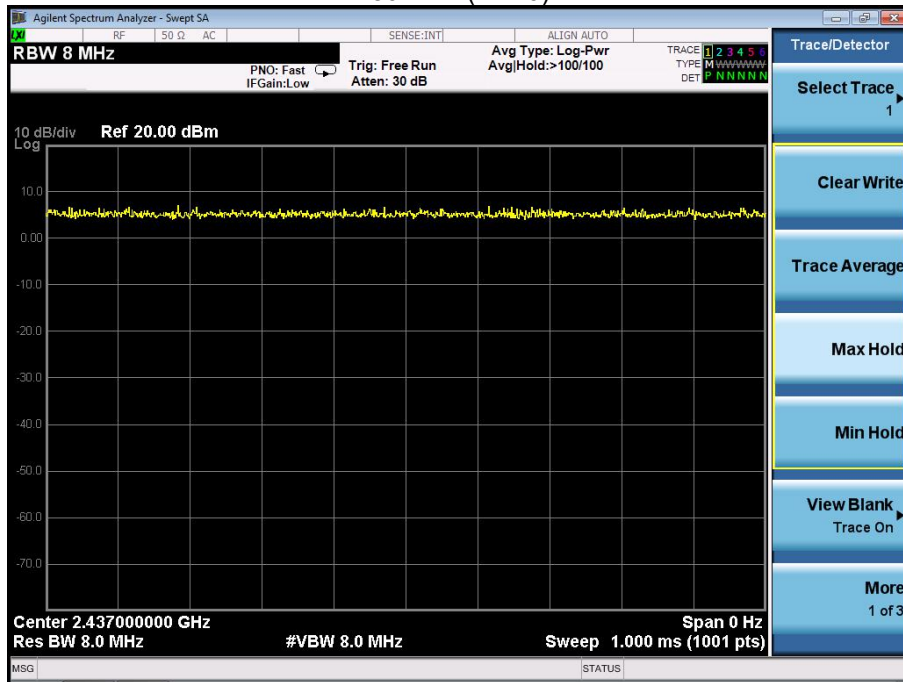 Agilent Spectrum Analyzer - Swept SA
LXI RF 50 Ω AC SENSE:INT ALIGN AUTO
RBW 8 MHz
PNO: Fast
IFGain:Low
Trig: Free Run
Atten: 30 dB
Avg Type: Log-Pwr
Avg|Hold:>100/100
TRACE 1 2 3 4 5 6
TYPE M WWWWW
DET P N N N N N
10 dB/div Ref 20.00 dBm
Log
10.0
0.00
-10.0
-20.0
-30.0
-40.0
-50.0
-60.0
-70.0
Center 2.437000000 GHz Span 0 Hz
Res BW 8.0 MHz #VBW 8.0 MHz Sweep 1.000 ms (1001 pts)
MSG STATUS
Trace/Detector
Select Trace
1
Clear Write
Trace Average
Max Hold
Min Hold
View Blank
Trace On
More
1 of 3